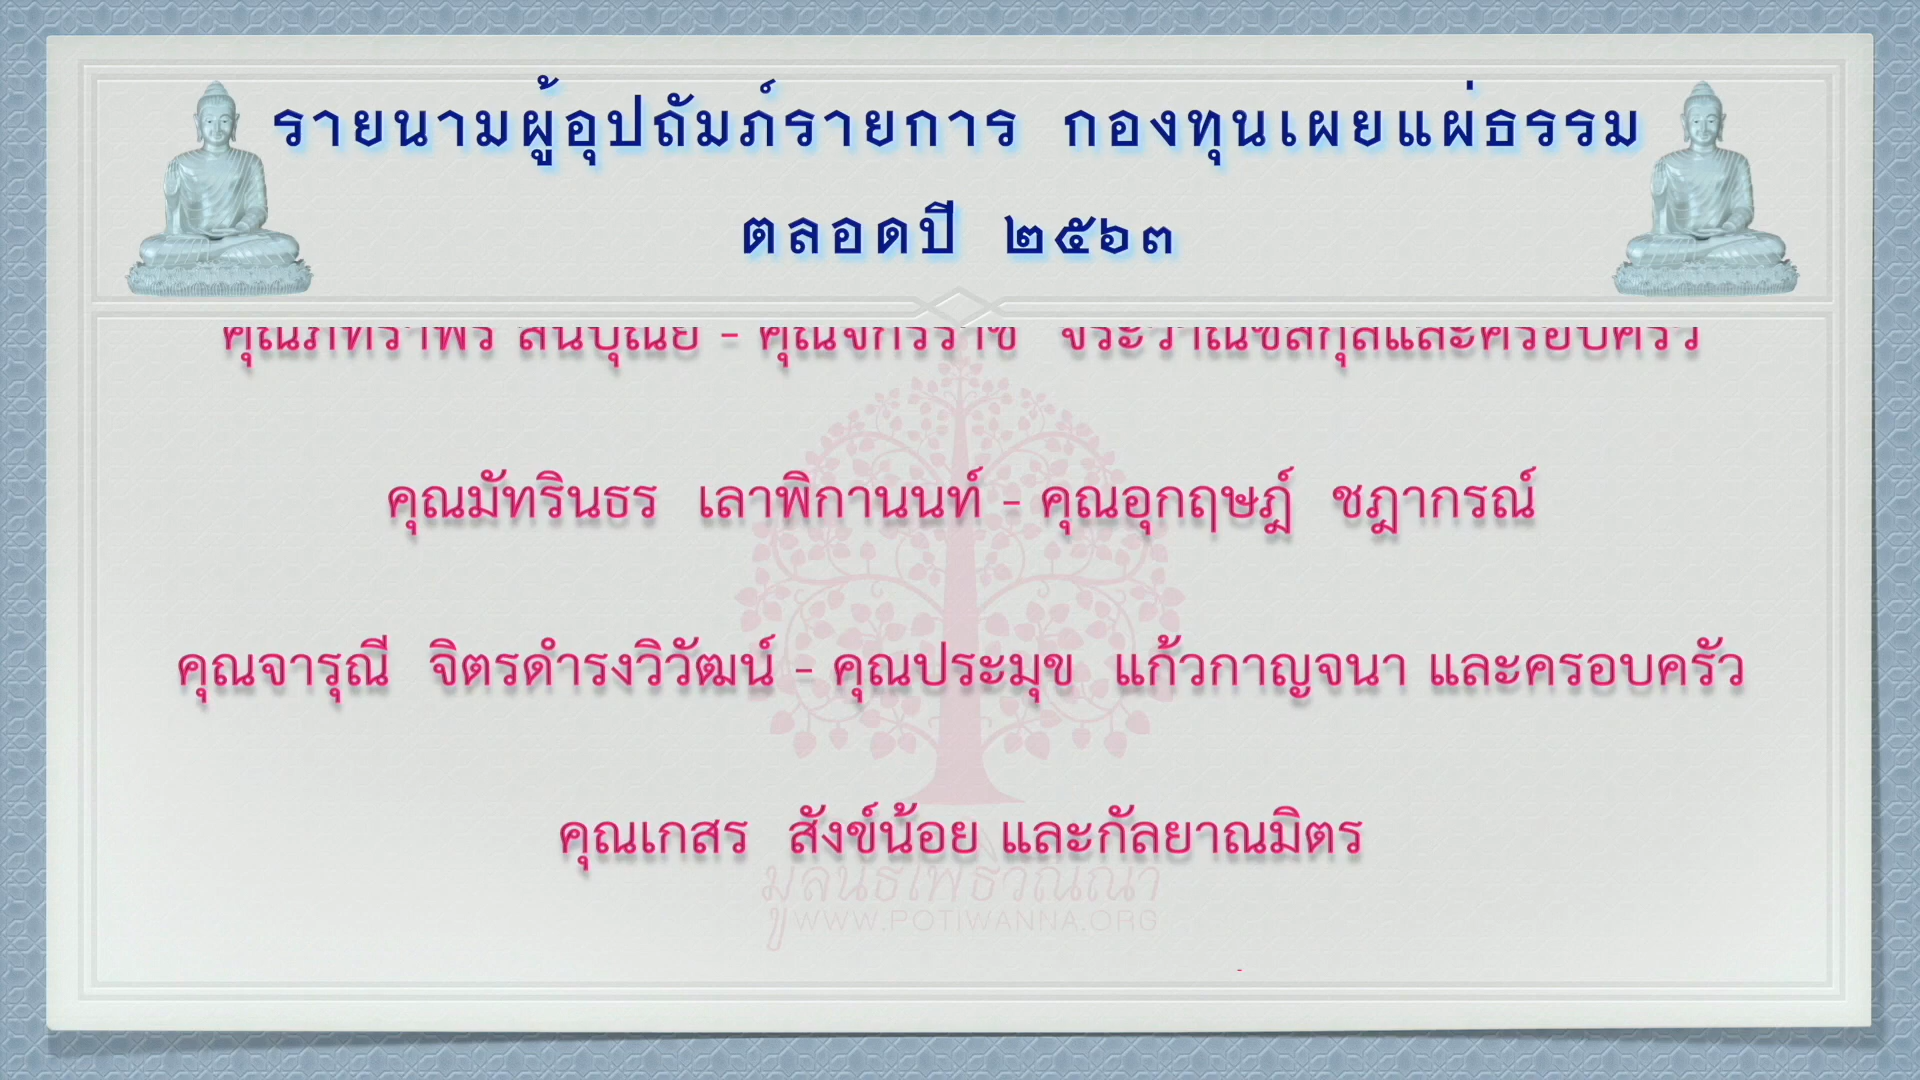 รายนามผู้อุปถัมภ์รายการ กองทุนเผยแผ่ธรรม
ตลอดปี ๒๕๖๓
คุณมัทรินธร เลาพิกานนท์ - คุณอุกฤษฎ์ ชฎากรณ์
คุณจารุณี จิตรดำรงวิวัฒน์ - คุณประมุข แก้วกาญจนา และครอบครัว
คุณเกสร สังข์น้อย และกัลยาณมิตร
มูลนิธิโพธิวัณณา
WWW.POTIWANNA.ORG